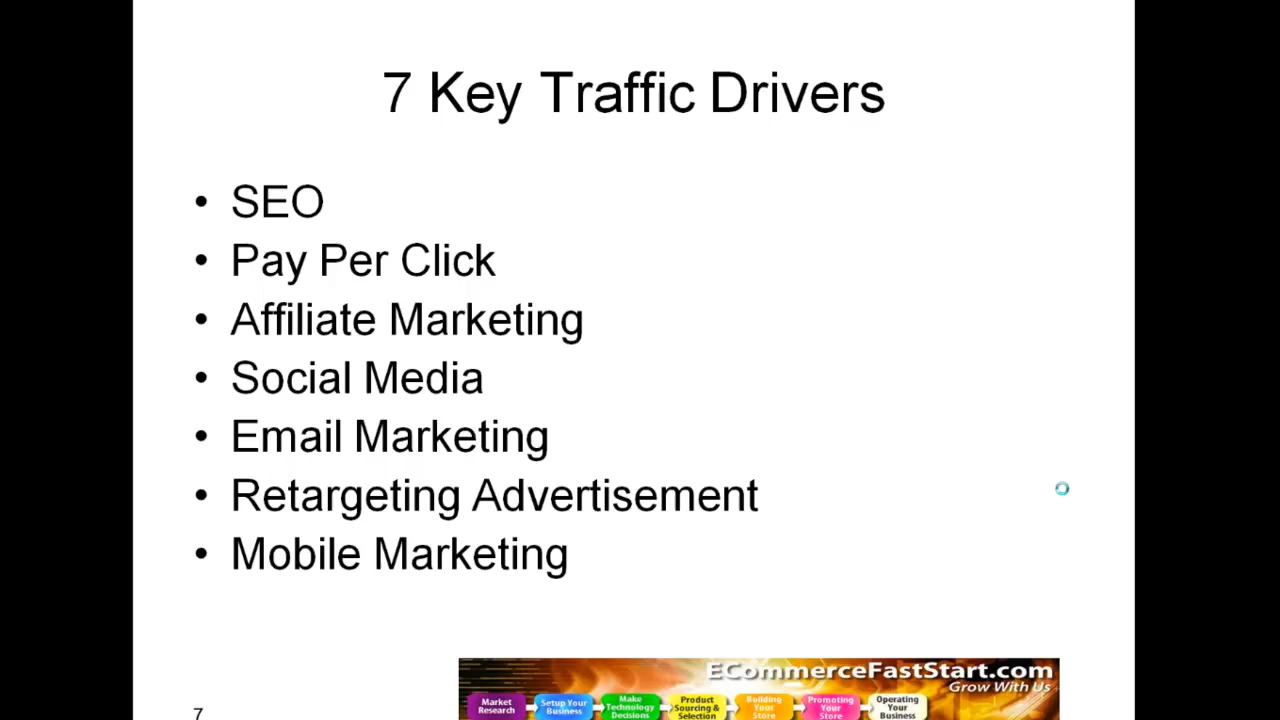 7 Key Traffic Drivers
• SEO
• Pay Per Click
• Affiliate Marketing
• Social Media
• Email Marketing
• Retargeting Advertisement
• Mobile Marketing
ECommerceFastStart.com
Grow With Us
Market
Research
Setup Your
Business
Make
Technology
Decisions
Product
Sourcing &
Selection
Building
Your
Store
Promoting
Your
Store
Operating
Your
Business
7